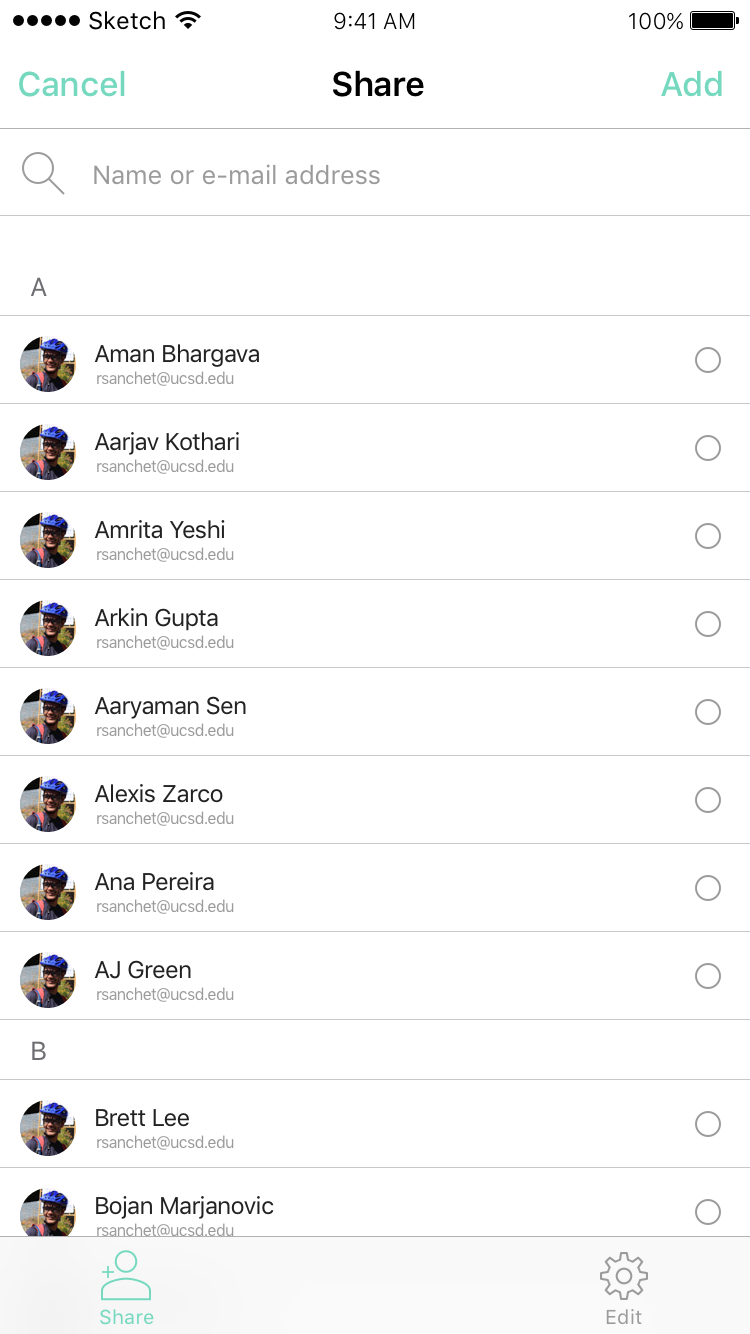 Sketch 9:41 AM 100%
Cancel Share Add
Name or e-mail address
A
Aman Bhargava
rsanchet@ucsd.edu
Aarjav Kothari
rsanchet@ucsd.edu
Amrita Yeshi
rsanchet@ucsd.edu
Arkin Gupta
rsanchet@ucsd.edu
Aaryaman Sen
rsanchet@ucsd.edu
Alexis Zarco
rsanchet@ucsd.edu
Ana Pereira
rsanchet@ucsd.edu
AJ Green
rsanchet@ucsd.edu
B
Brett Lee
rsanchet@ucsd.edu
Bojan Marjanovic
rsanchet@ucsd.edu
Share Edit